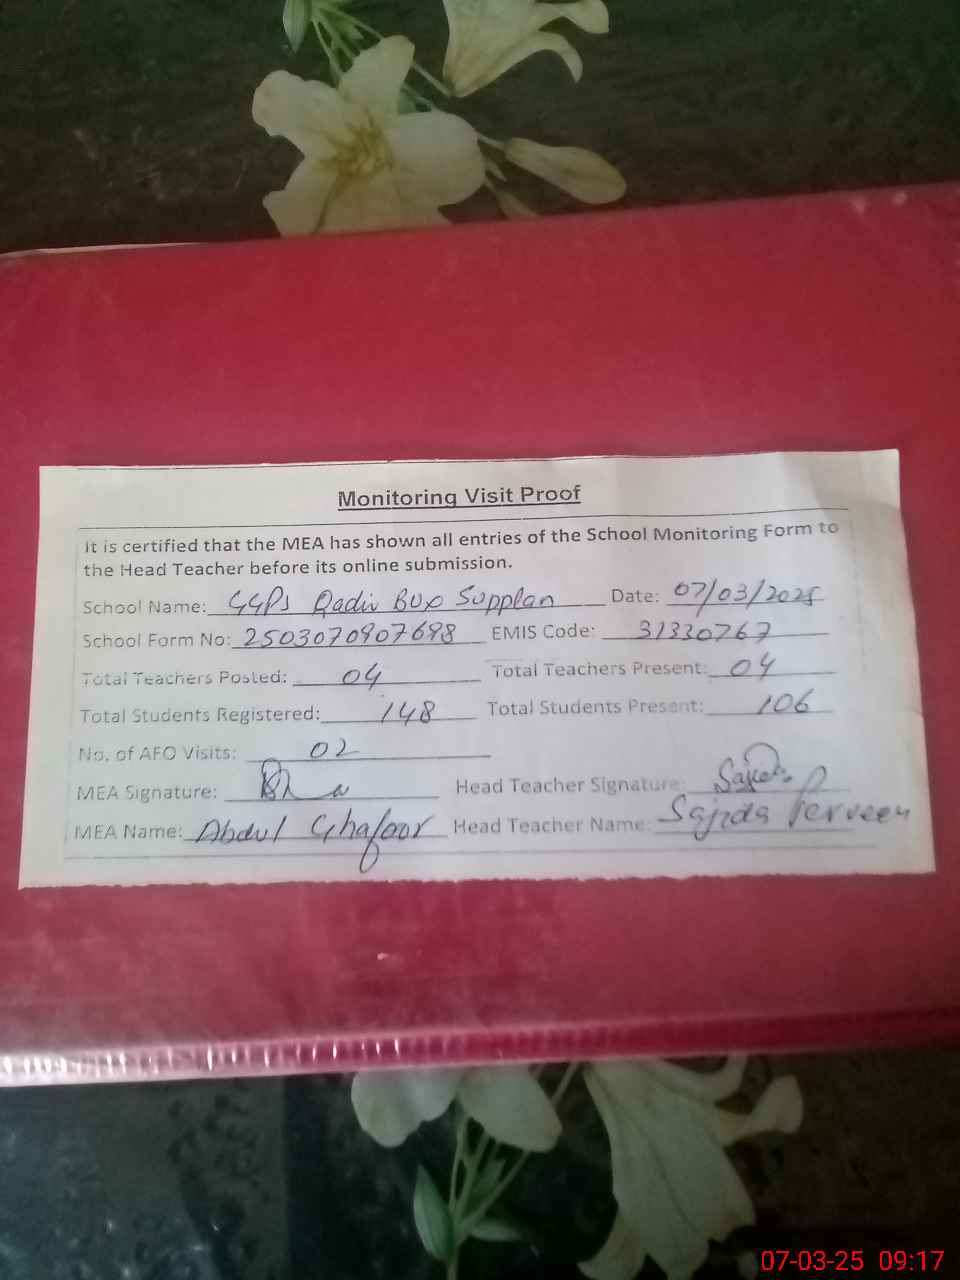 Monitoring Visit Proof
It is certified that the MEA has shown all entries of the School Monitoring Form to
the Head Teacher before its online submission.
School Name: GGPS Qadir Bux Supplan Date: 07/03/2025
School Form No: 2503070907698 EMIS Code: 31330767
Total Teachers Posted: 04 Total Teachers Present: 04
Total Students Registered: 148 Total Students Present: 106
No. of AFO Visits: 02
MEA Signature: Head Teacher Signature: Sajida P
MEA Name: Abdul Ghafoor Head Teacher Name: Sajida Perveen
07-03-25 09:17